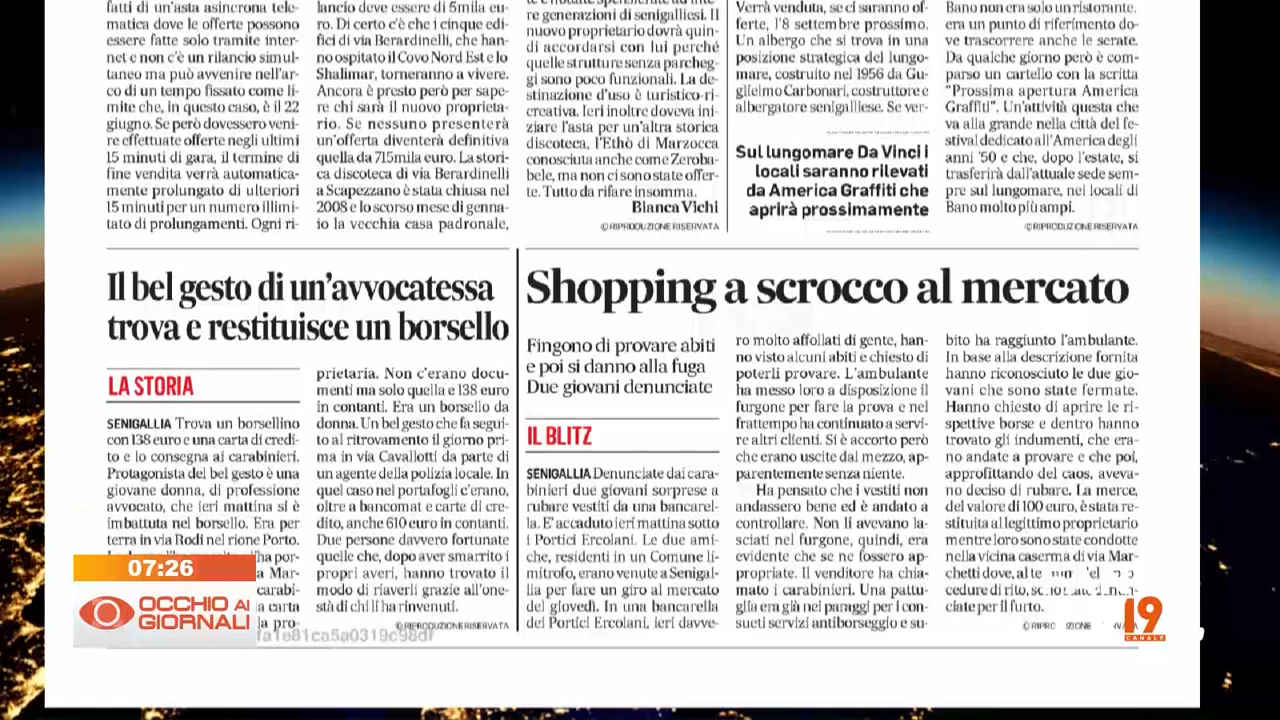 fatti di un'asta asincrona tele-
matica dove le offerte possono
essere fatte solo tramite inter-
net e non c'è un rilancio simul-
taneo ma può avvenire nell'ar-
co di un tempo fissato come li-
mite che, in questo caso, è il 22
giugno. Se però dovessero veni-
re effettuate offerte negli ultimi
15 minuti di gara, il termine di
fine vendita verrà automatica-
mente prolungato di ulteriori
15 minuti per un numero illimi-
tato di prolungamenti. Ogni ri-
lancio deve essere di 5mila eu-
ro. Di certo c'è che i cinque edi-
fici di via Berardinelli, che han-
no ospitato il Covo Nord Est e lo
Shalimar, torneranno a vivere.
Ancora è presto però per sape-
re chi sarà il nuovo proprieta-
rio. Se nessuno presenterà
un'offerta diventerà definitiva
quella da 715mila euro. La stori-
ca discoteca di via Berardinelli
a Scapezzano è stata chiusa nel
2008 e lo scorso mese di genna-
io la vecchia casa padronale,
re generazioni di senigalliesi. Il
nuovo proprietario dovrà quin-
di accordarsi con lui perché
quelle strutture senza parcheg-
gi sono poco funzionali. La de-
stinazione d'uso è turistico-ri-
creativa. Ieri inoltre doveva ini-
ziare l'asta per un'altra storica
discoteca, l'Ethò di Marzocca
conosciuta anche come Zeroba-
bele, ma non ci sono state offer-
te. Tutto da rifare insomma.
Bianca Vichi
©RIPRODUZIONE RISERVATA
Verrà venduta, se ci saranno of-
ferte, l'8 settembre prossimo.
Un albergo che si trova in una
posizione strategica del lungo-
mare, costruito nel 1956 da Gu-
glielmo Carbonari, costruttore e
albergatore senigalliese. Se ver-
Sul lungomare Da Vinci i
locali saranno rilevati
da America Graffiti che
aprirà prossimamente
Bano non era solo un ristorante,
era un punto di riferimento do-
ve trascorrere anche le serate.
Da qualche giorno però è com-
parso un cartello con la scritta
"Prossima apertura America
Graffiti". Un'attività questa che
va alla grande nella città del fe-
stival dedicato all'America degli
anni '50 e che, dopo l'estate, si
trasferirà dall'attuale sede sem-
pre sul lungomare, nei locali di
Bano molto più ampi.
©RIPRODUZIONE RISERVATA
Il bel gesto di un'avvocatessa
trova e restituisce un borsello
LA STORIA
SENIGALLIA Trova un borsellino
con 138 euro e una carta di credi-
to e lo consegna ai carabinieri.
Protagonista del bel gesto è una
giovane donna, di professione
avvocato, che ieri mattina si è
imbattuta nel borsello. Era per
terra in via Rodi nel rione Porto.
'ha por-
a Mar-
carabi-
la carta
la pro-
prietaria. Non c'erano docu-
menti ma solo quella e 138 euro
in contanti. Era un borsello da
donna. Un bel gesto che fa segui-
to al ritrovamento il giorno pri-
ma in via Cavallotti da parte di
un agente della polizia locale. In
quel caso nel portafogli c'erano,
oltre a bancomat e carte di cre-
dito, anche 610 euro in contanti.
Due persone davvero fortunate
quelle che, dopo aver smarrito i
propri averi, hanno trovato il
modo di riaverli grazie all'one-
stà di chi li ha rinvenuti.
©RIPRODUZIONE RISERVATA
Shopping a scrocco al mercato
Fingono di provare abiti
e poi si danno alla fuga
Due giovani denunciate
IL BLITZ
SENIGALLIA Denunciate dai cara-
binieri due giovani sorprese a
rubare vestiti da una bancarel-
la. E' accaduto ieri mattina sotto
i Portici Ercolani. Le due ami-
che, residenti in un Comune li-
mitrofo, erano venute a Senigal-
lia per fare un giro al mercato
del giovedì. In una bancarella
dei Portici Ercolani, ieri davve-
ro molto affollati di gente, han-
no visto alcuni abiti e chiesto di
poterli provare. L'ambulante
ha messo loro a disposizione il
furgone per fare la prova e nel
frattempo ha continuato a servi-
re altri clienti. Si è accorto però
che erano uscite dal mezzo, ap-
parentemente senza niente.
Ha pensato che i vestiti non
andassero bene ed è andato a
controllare. Non li avevano la-
sciati nel furgone, quindi, era
evidente che se ne fossero ap-
propriate. Il venditore ha chia-
mato i carabinieri. Una pattu-
glia era già nei paraggi per i con-
sueti servizi antiborseggio e su-
bito ha raggiunto l'ambulante.
In base alla descrizione fornita
hanno riconosciuto le due gio-
vani che sono state fermate.
Hanno chiesto di aprire le ri-
spettive borse e dentro hanno
trovato gli indumenti, che era-
no andate a provare e che poi,
approfittando del caos, aveva-
no deciso di rubare. La merce,
del valore di 100 euro, è stata re-
stituita al legittimo proprietario
mentre loro sono state condotte
nella vicina caserma di via Mar-
chetti dove, al te
cedure di rito,
ciate per il furto.
07:26
OCCHIO AI
GIORNALI
19
CANALE